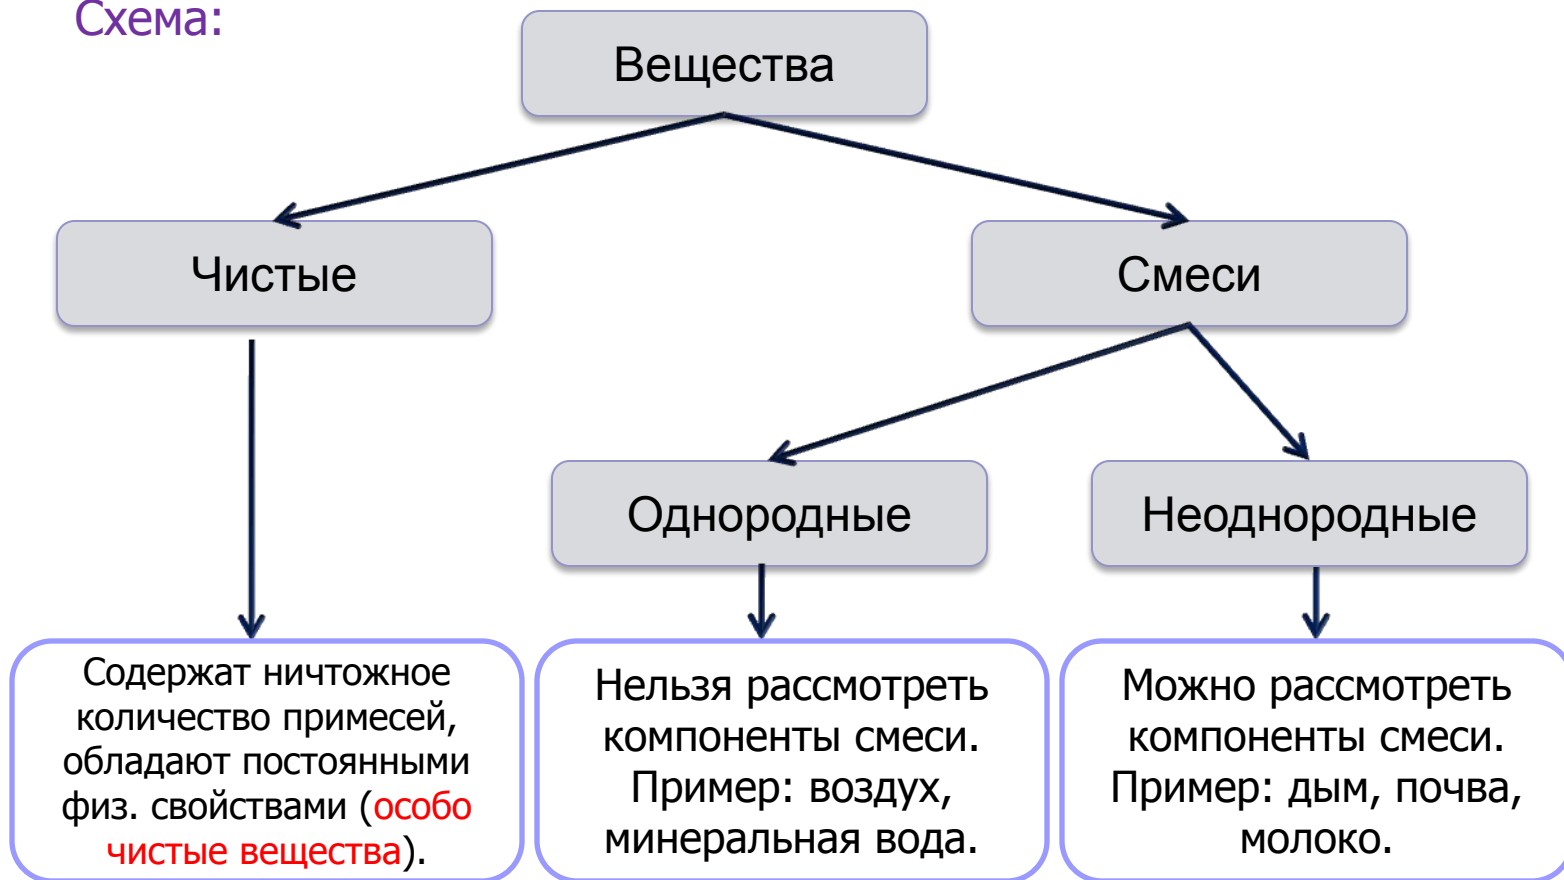 Схема:
Вещества
Чистые
Смеси
Однородные
Неоднородные
Содержат ничтожное
количество примесей,
обладают постоянными
физ. свойствами (особо
чистые вещества).
Нельзя рассмотреть
компоненты смеси.
Пример: воздух,
минеральная вода.
Можно рассмотреть
компоненты смеси.
Пример: дым, почва,
молоко.